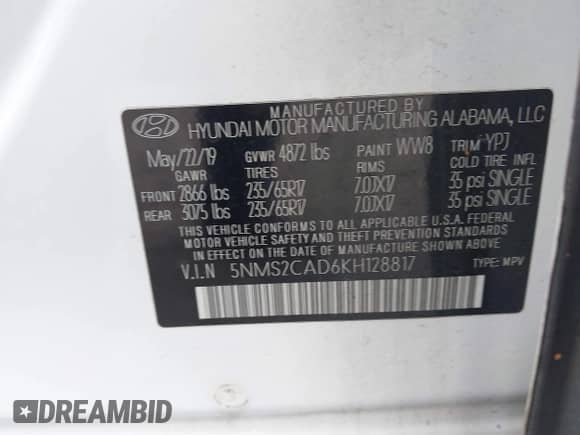 MANUFACTURED BY
HYUNDAI MOTOR MANUFACTURING ALABAMA, LLC
May/22/19 GVWR 4872 lbs PAINT WW8 TRIM YPJ
GAWR TIRES RIMS COLD TIRE INFL
FRONT 2866 lbs 235/65R17 7.0JX17 35 psi SINGLE
REAR 3075 lbs 235/65R17 7.0JX17 35 psi SINGLE
THIS VEHICLE CONFORMS TO ALL APPLICABLE U.S.A. FEDERAL
MOTOR VEHICLE SAFETY AND THEFT PREVENTION STANDARDS
IN EFFECT ON THE DATE OF MANUFACTURE SHOWN ABOVE.
V.I.N 5NMS2CAD6KH128817 TYPE: MPV
DREAMBID